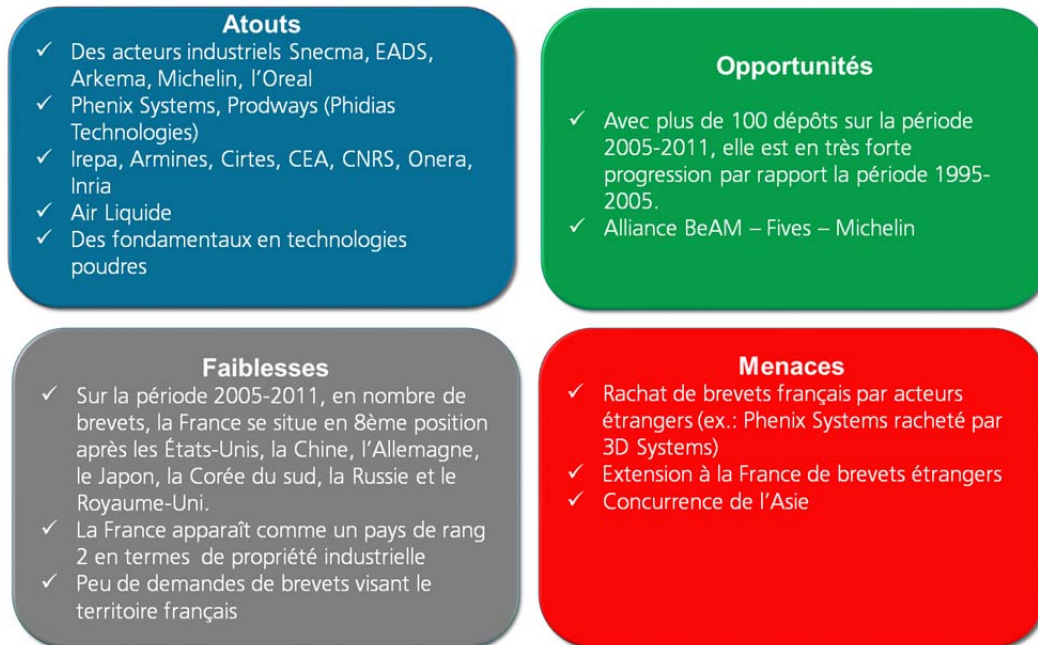 Atouts
✓ Des acteurs industriels Snecma, EADS,
Arkema, Michelin, l'Oreal
✓ Phenix Systems, Prodways (Phidias
Technologies)
✓ Irepa, Armines, Cirtes, CEA, CNRS, Onera,
Inria
✓ Air Liquide
✓ Des fondamentaux en technologies
poudres
Opportunités
✓ Avec plus de 100 dépôts sur la période
2005-2011, elle est en très forte
progression par rapport la période 1995-
2005.
✓ Alliance BeAM – Fives – Michelin
Faiblesses
✓ Sur la période 2005-2011, en nombre de
brevets, la France se situe en 8ème position
après les États-Unis, la Chine, l'Allemagne,
le Japon, la Corée du sud, la Russie et le
Royaume-Uni.
✓ La France apparaît comme un pays de rang
2 en termes de propriété industrielle
✓ Peu de demandes de brevets visant le
territoire français
Menaces
✓ Rachat de brevets français par acteurs
étrangers (ex.: Phenix Systems racheté par
3D Systems)
✓ Extension à la France de brevets étrangers
✓ Concurrence de l'Asie